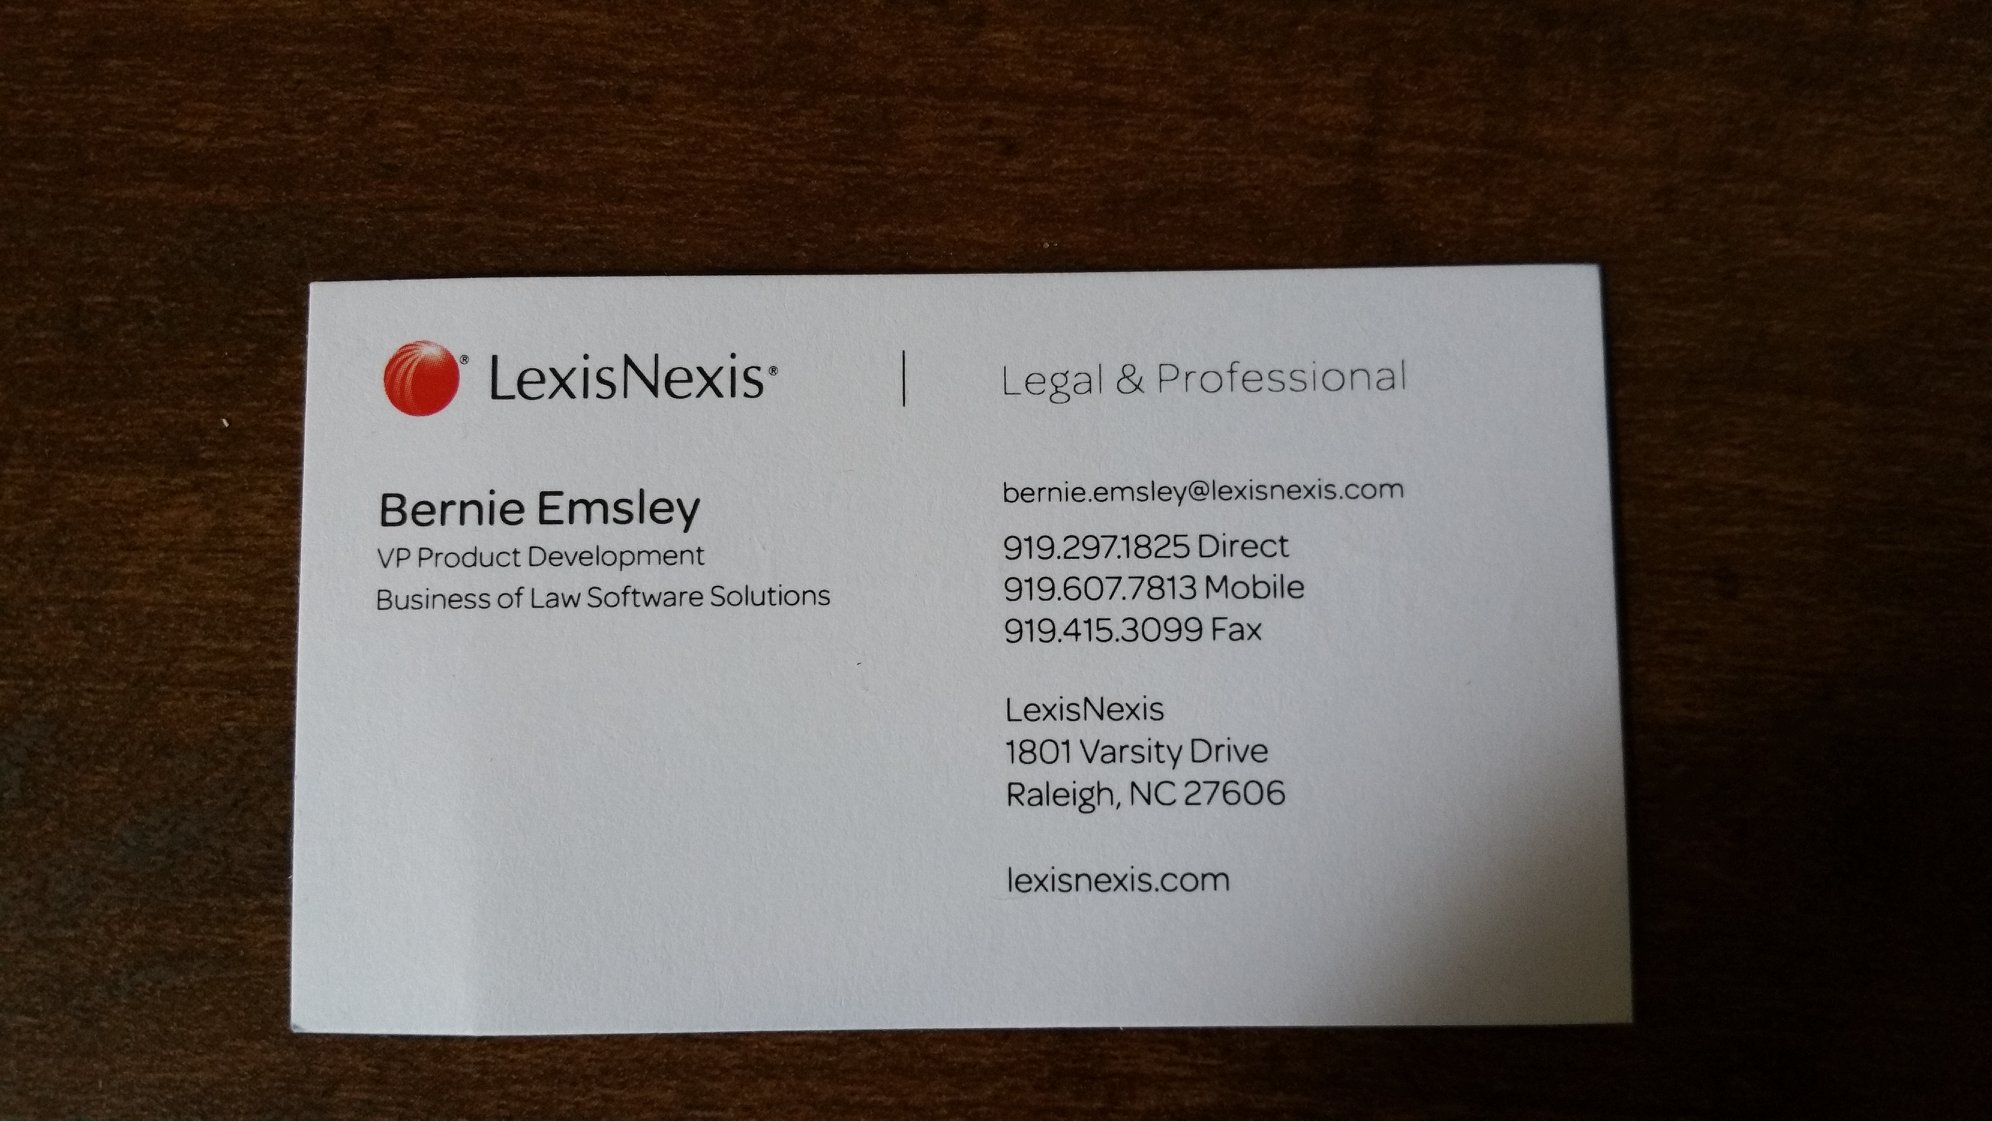 LexisNexis® | Legal & Professional
Bernie Emsley
VP Product Development
Business of Law Software Solutions
bernie.emsley@lexisnexis.com
919.297.1825 Direct
919.607.7813 Mobile
919.415.3099 Fax
LexisNexis
1801 Varsity Drive
Raleigh, NC 27606
lexisnexis.com